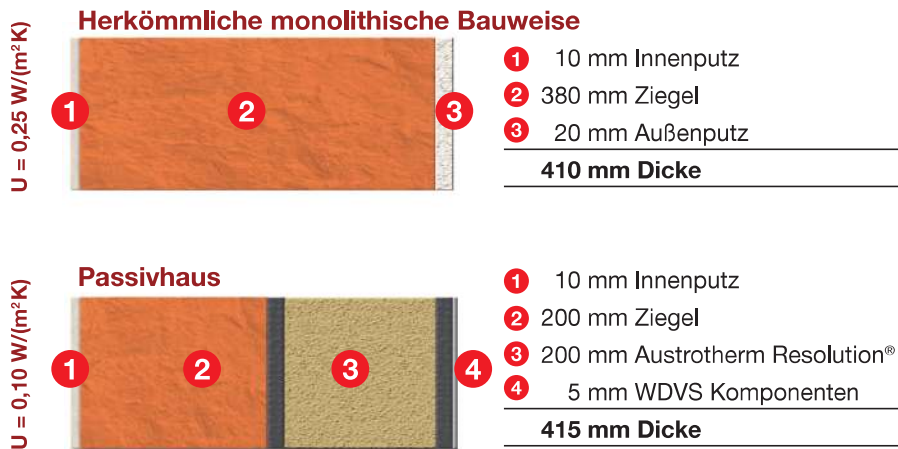 Herkömmliche monolithische Bauweise
U = 0,25 W/(m²K)
1
2
3
1 10 mm Innenputz
2 380 mm Ziegel
3 20 mm Außenputz
410 mm Dicke
Passivhaus
U = 0,10 W/(m²K)
1
2
3
4
1 10 mm Innenputz
2 200 mm Ziegel
3 200 mm Austrotherm Resolution®
4 5 mm WDVS Komponenten
415 mm Dicke